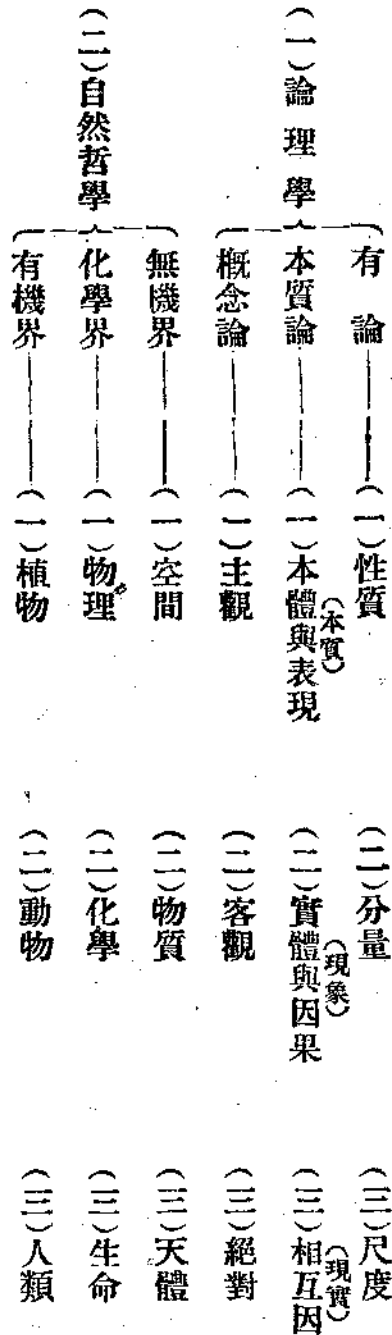 有論——(一)性質 (二)分量 (三)尺度
(本質) (現象) (現實)
(一)論理學 本質論——(一)本體與表現 (二)實體與因果 (三)相互因
概念論——(一)主觀 (二)客觀 (三)絕對
無機界——(一)空間 (二)物質 (三)天體
(二)自然哲學 化學界——(一)物理 (二)化學 (三)生命
有機界——(一)植物 (二)動物 (三)人類